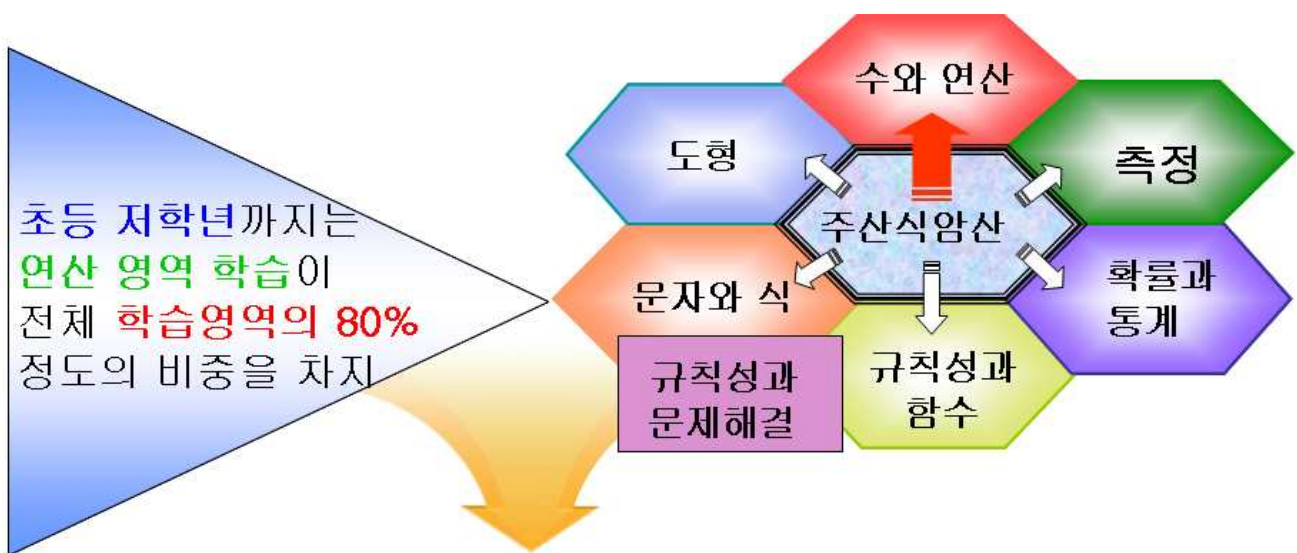 초등 저학년까지는
연산 영역 학습이
전체 학습영역의 80%
정도의 비중을 차지
수와 연산
도형
측정
주산식암산
문자와 식
확률과
통계
규칙성과
문제해결
규칙성과
함수